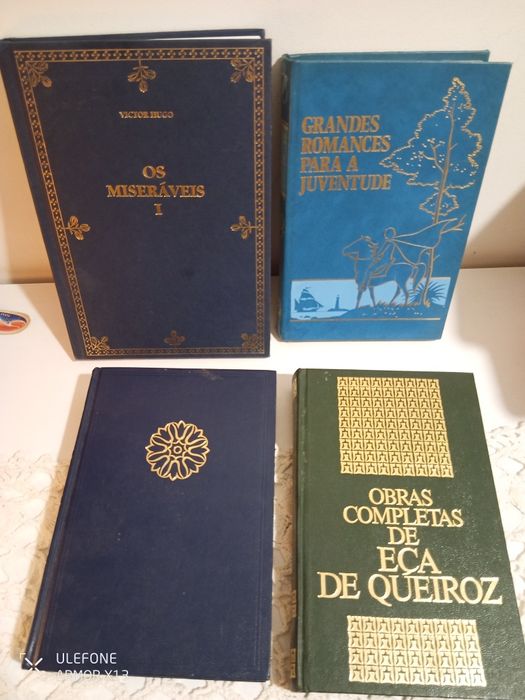 VICTOR HUGO
OS
MISERÁVEIS
I
GRANDES
ROMANCES
PARA A
JUVENTUDE
OBRAS
COMPLETAS
DE
EÇA
DE QUEIROZ
ULEFONE
ARMOR X13